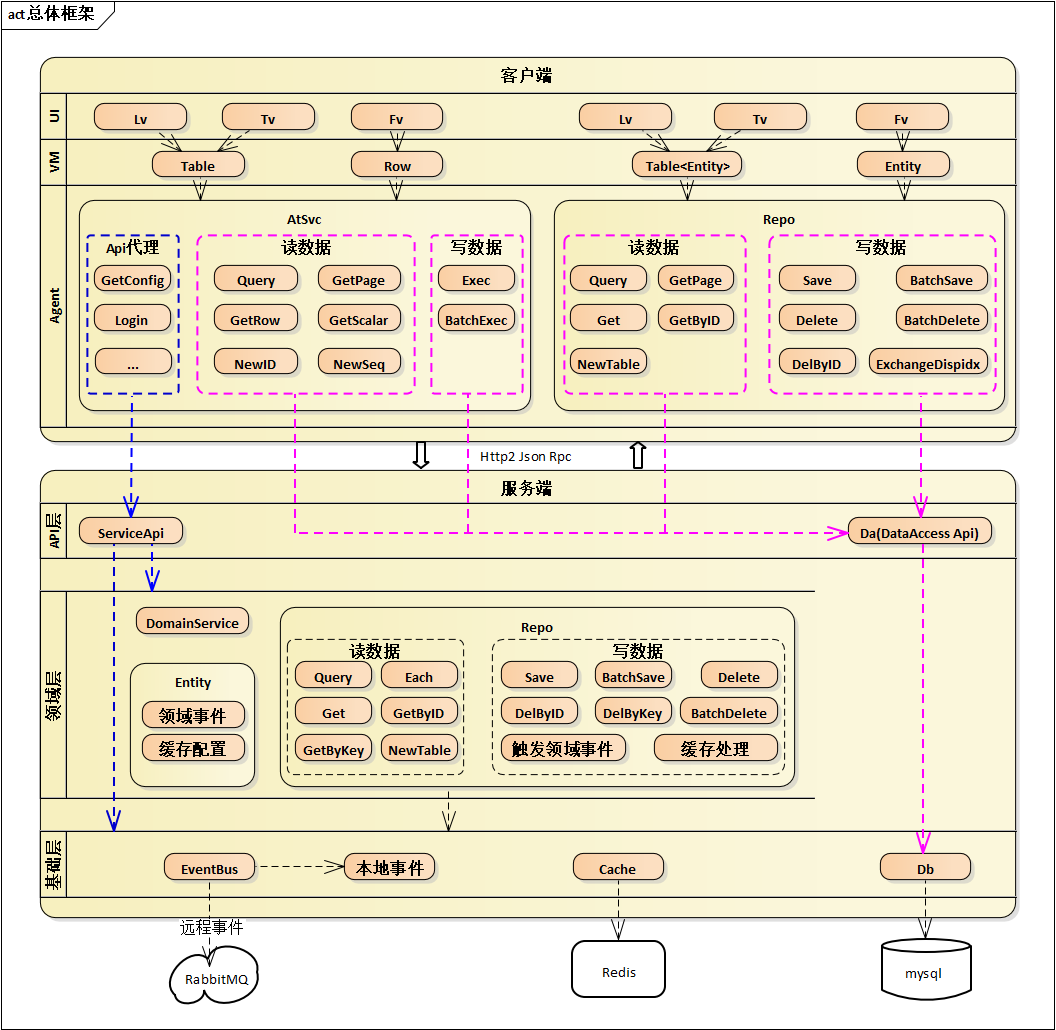 act 总体框架
客户端
UI
Lv
Tv
Fv
Lv
Tv
Fv
VM
Table
Row
Table<Entity>
Entity
Agent
AtSvc
Api代理
GetConfig
Login
...
读数据
Query
GetPage
GetRow
GetScalar
NewID
NewSeq
写数据
Exec
BatchExec
Repo
读数据
Query
GetPage
Get
GetByID
NewTable
写数据
Save
BatchSave
Delete
BatchDelete
DelByID
ExchangeDispidx
Http2 Json Rpc
服务端
API层
ServiceApi
Da(DataAccess Api)
领域层
DomainService
Entity
领域事件
缓存配置
Repo
读数据
Query
Each
Get
GetByID
GetByKey
NewTable
写数据
Save
BatchSave
Delete
DelByID
DelByKey
BatchDelete
触发领域事件
缓存处理
基础层
EventBus
本地事件
Cache
Db
远程事件
RabbitMQ
Redis
mysql